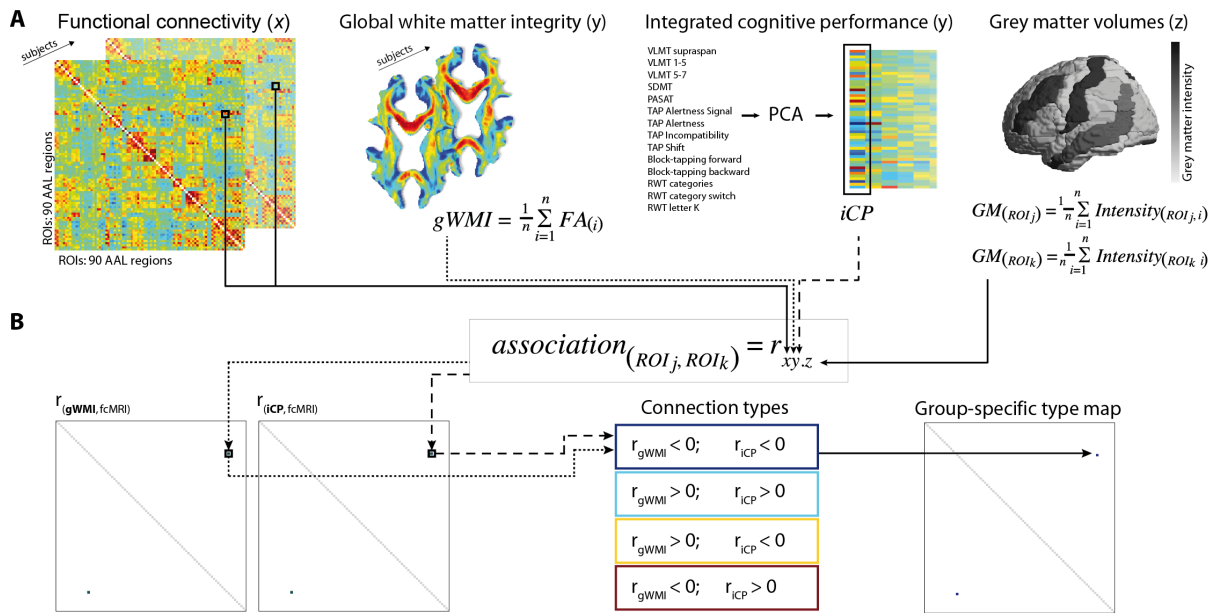 A
Functional connectivity (x)
subjects
ROIs: 90 AAL regions
ROIs: 90 AAL regions
Global white matter integrity (y)
subjects
gWMI = 1/n ∑ i=1 n FA(i)
Integrated cognitive performance (y)
VLMT supraspan
VLMT 1-5
VLMT 5-7
SDMT
PASAT
TAP Alertness Signal
TAP Alertness
TAP Incompatibility
TAP Shift
Block-tapping forward
Block-tapping backward
RWT categories
RWT category switch
RWT letter K
PCA
iCP
Grey matter volumes (z)
Grey matter intensity
GM(ROIj) = 1/n ∑ i=1 n Intensity(ROIj, i)
GM(ROIk) = 1/n ∑ i=1 n Intensity(ROIk i)
B
association(ROIj, ROIk) = r xy.z
r(gWMI, fcMRI)
r(iCP, fcMRI)
Connection types
rgWMI < 0; riCP < 0
rgWMI > 0; riCP > 0
rgWMI > 0; riCP < 0
rgWMI < 0; riCP > 0
Group-specific type map